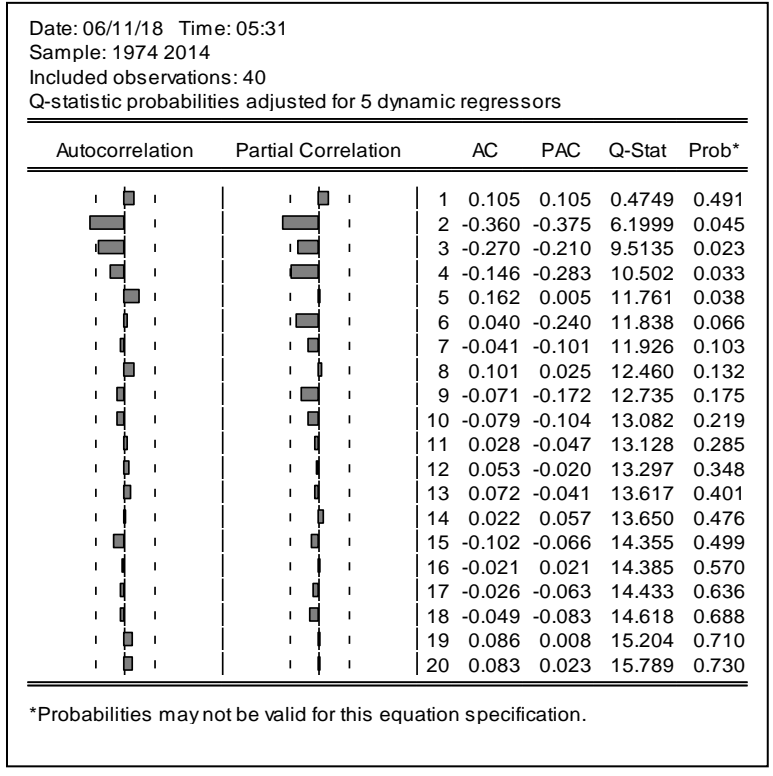 Date: 06/11/18 Time: 05:31
Sample: 1974 2014
Included observations: 40
Q-statistic probabilities adjusted for 5 dynamic regressors
Autocorrelation Partial Correlation AC PAC Q-Stat Prob*
1 0.105 0.105 0.4749 0.491
2 -0.360 -0.375 6.1999 0.045
3 -0.270 -0.210 9.5135 0.023
4 -0.146 -0.283 10.502 0.033
5 0.162 0.005 11.761 0.038
6 0.040 -0.240 11.838 0.066
7 -0.041 -0.101 11.926 0.103
8 0.101 0.025 12.460 0.132
9 -0.071 -0.172 12.735 0.175
10 -0.079 -0.104 13.082 0.219
11 0.028 -0.047 13.128 0.285
12 0.053 -0.020 13.297 0.348
13 0.072 -0.041 13.617 0.401
14 0.022 0.057 13.650 0.476
15 -0.102 -0.066 14.355 0.499
16 -0.021 0.021 14.385 0.570
17 -0.026 -0.063 14.433 0.636
18 -0.049 -0.083 14.618 0.688
19 0.086 0.008 15.204 0.710
20 0.083 0.023 15.789 0.730
*Probabilities may not be valid for this equation specification.